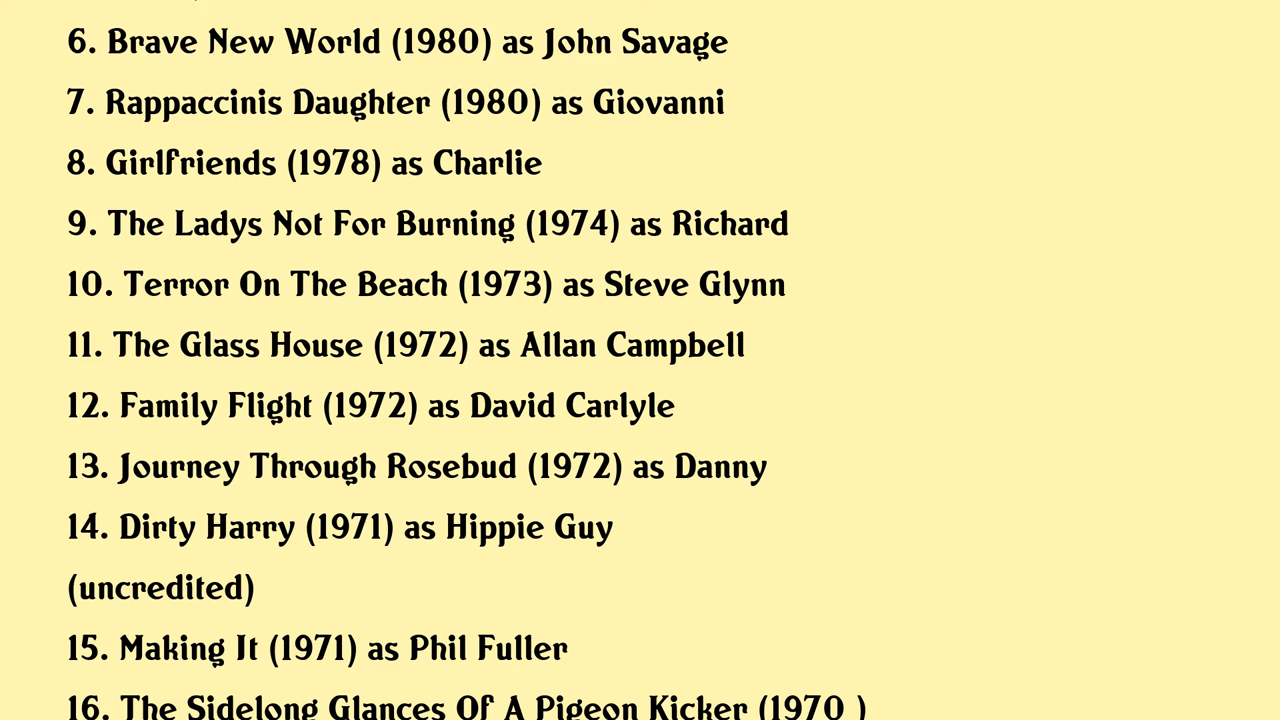 6. Brave New World (1980) as John Savage
7. Rappaccinis Daughter (1980) as Giovanni
8. Girlfriends (1978) as Charlie
9. The Ladys Not For Burning (1974) as Richard
10. Terror On The Beach (1973) as Steve Glynn
11. The Glass House (1972) as Allan Campbell
12. Family Flight (1972) as David Carlyle
13. Journey Through Rosebud (1972) as Danny
14. Dirty Harry (1971) as Hippie Guy
(uncredited)
15. Making It (1971) as Phil Fuller
16. The Sidelong Glances Of A Pigeon Kicker (1970 )